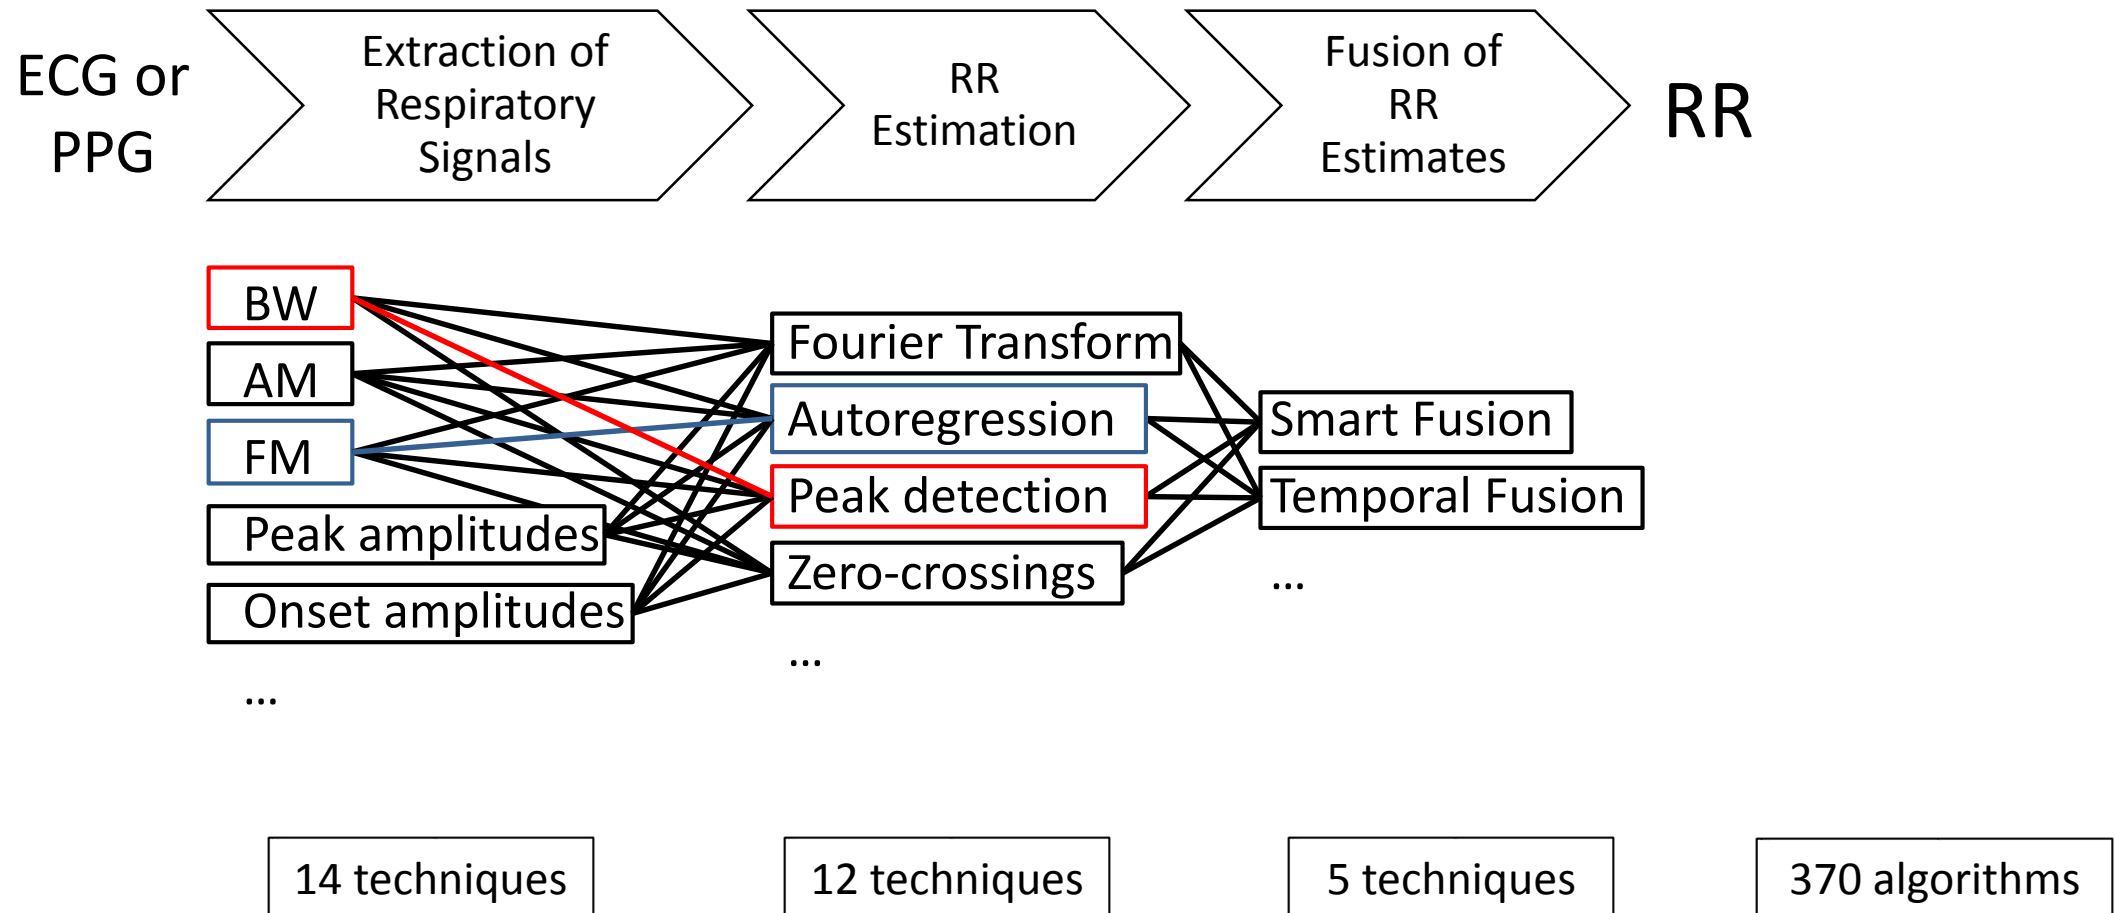 ECG or
PPG
Extraction of
Respiratory
Signals
RR
Estimation
Fusion of
RR
Estimates
RR
BW
AM
FM
Peak amplitudes
Onset amplitudes
...
Fourier Transform
Autoregression
Peak detection
Zero-crossings
...
Smart Fusion
Temporal Fusion
...
14 techniques
12 techniques
5 techniques
370 algorithms